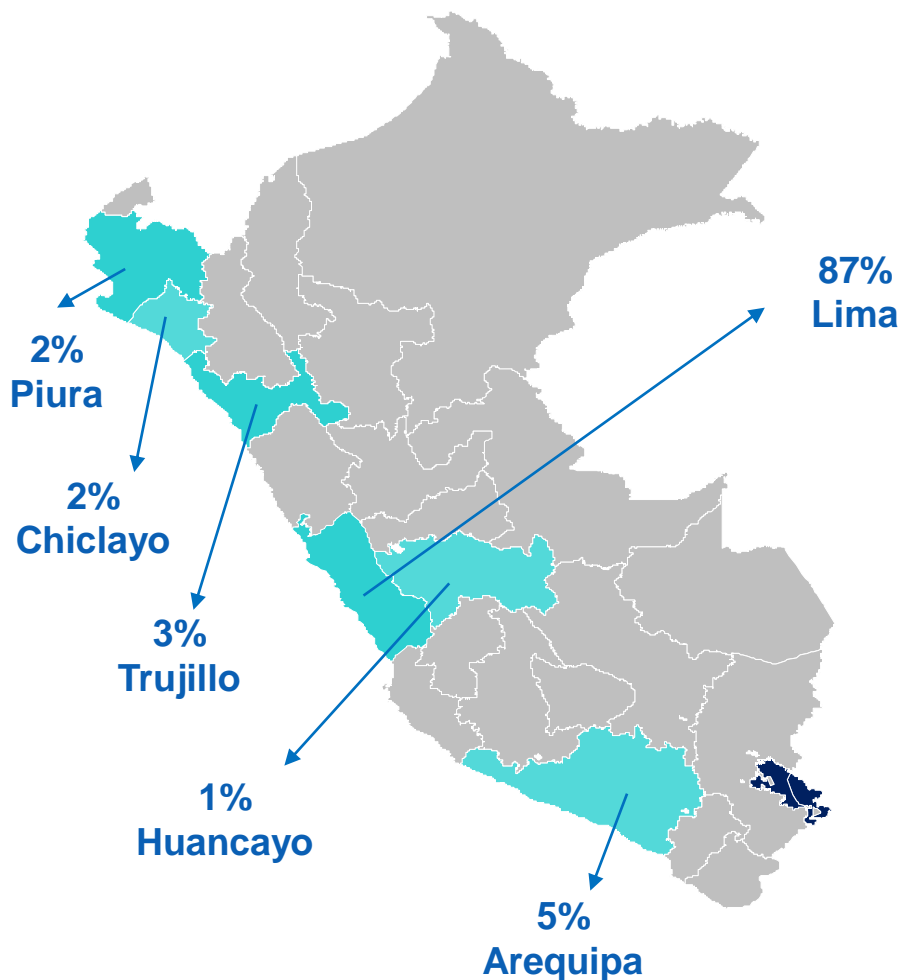 87%
Lima
2%
Piura
2%
Chiclayo
3%
Trujillo
1%
Huancayo
5%
Arequipa